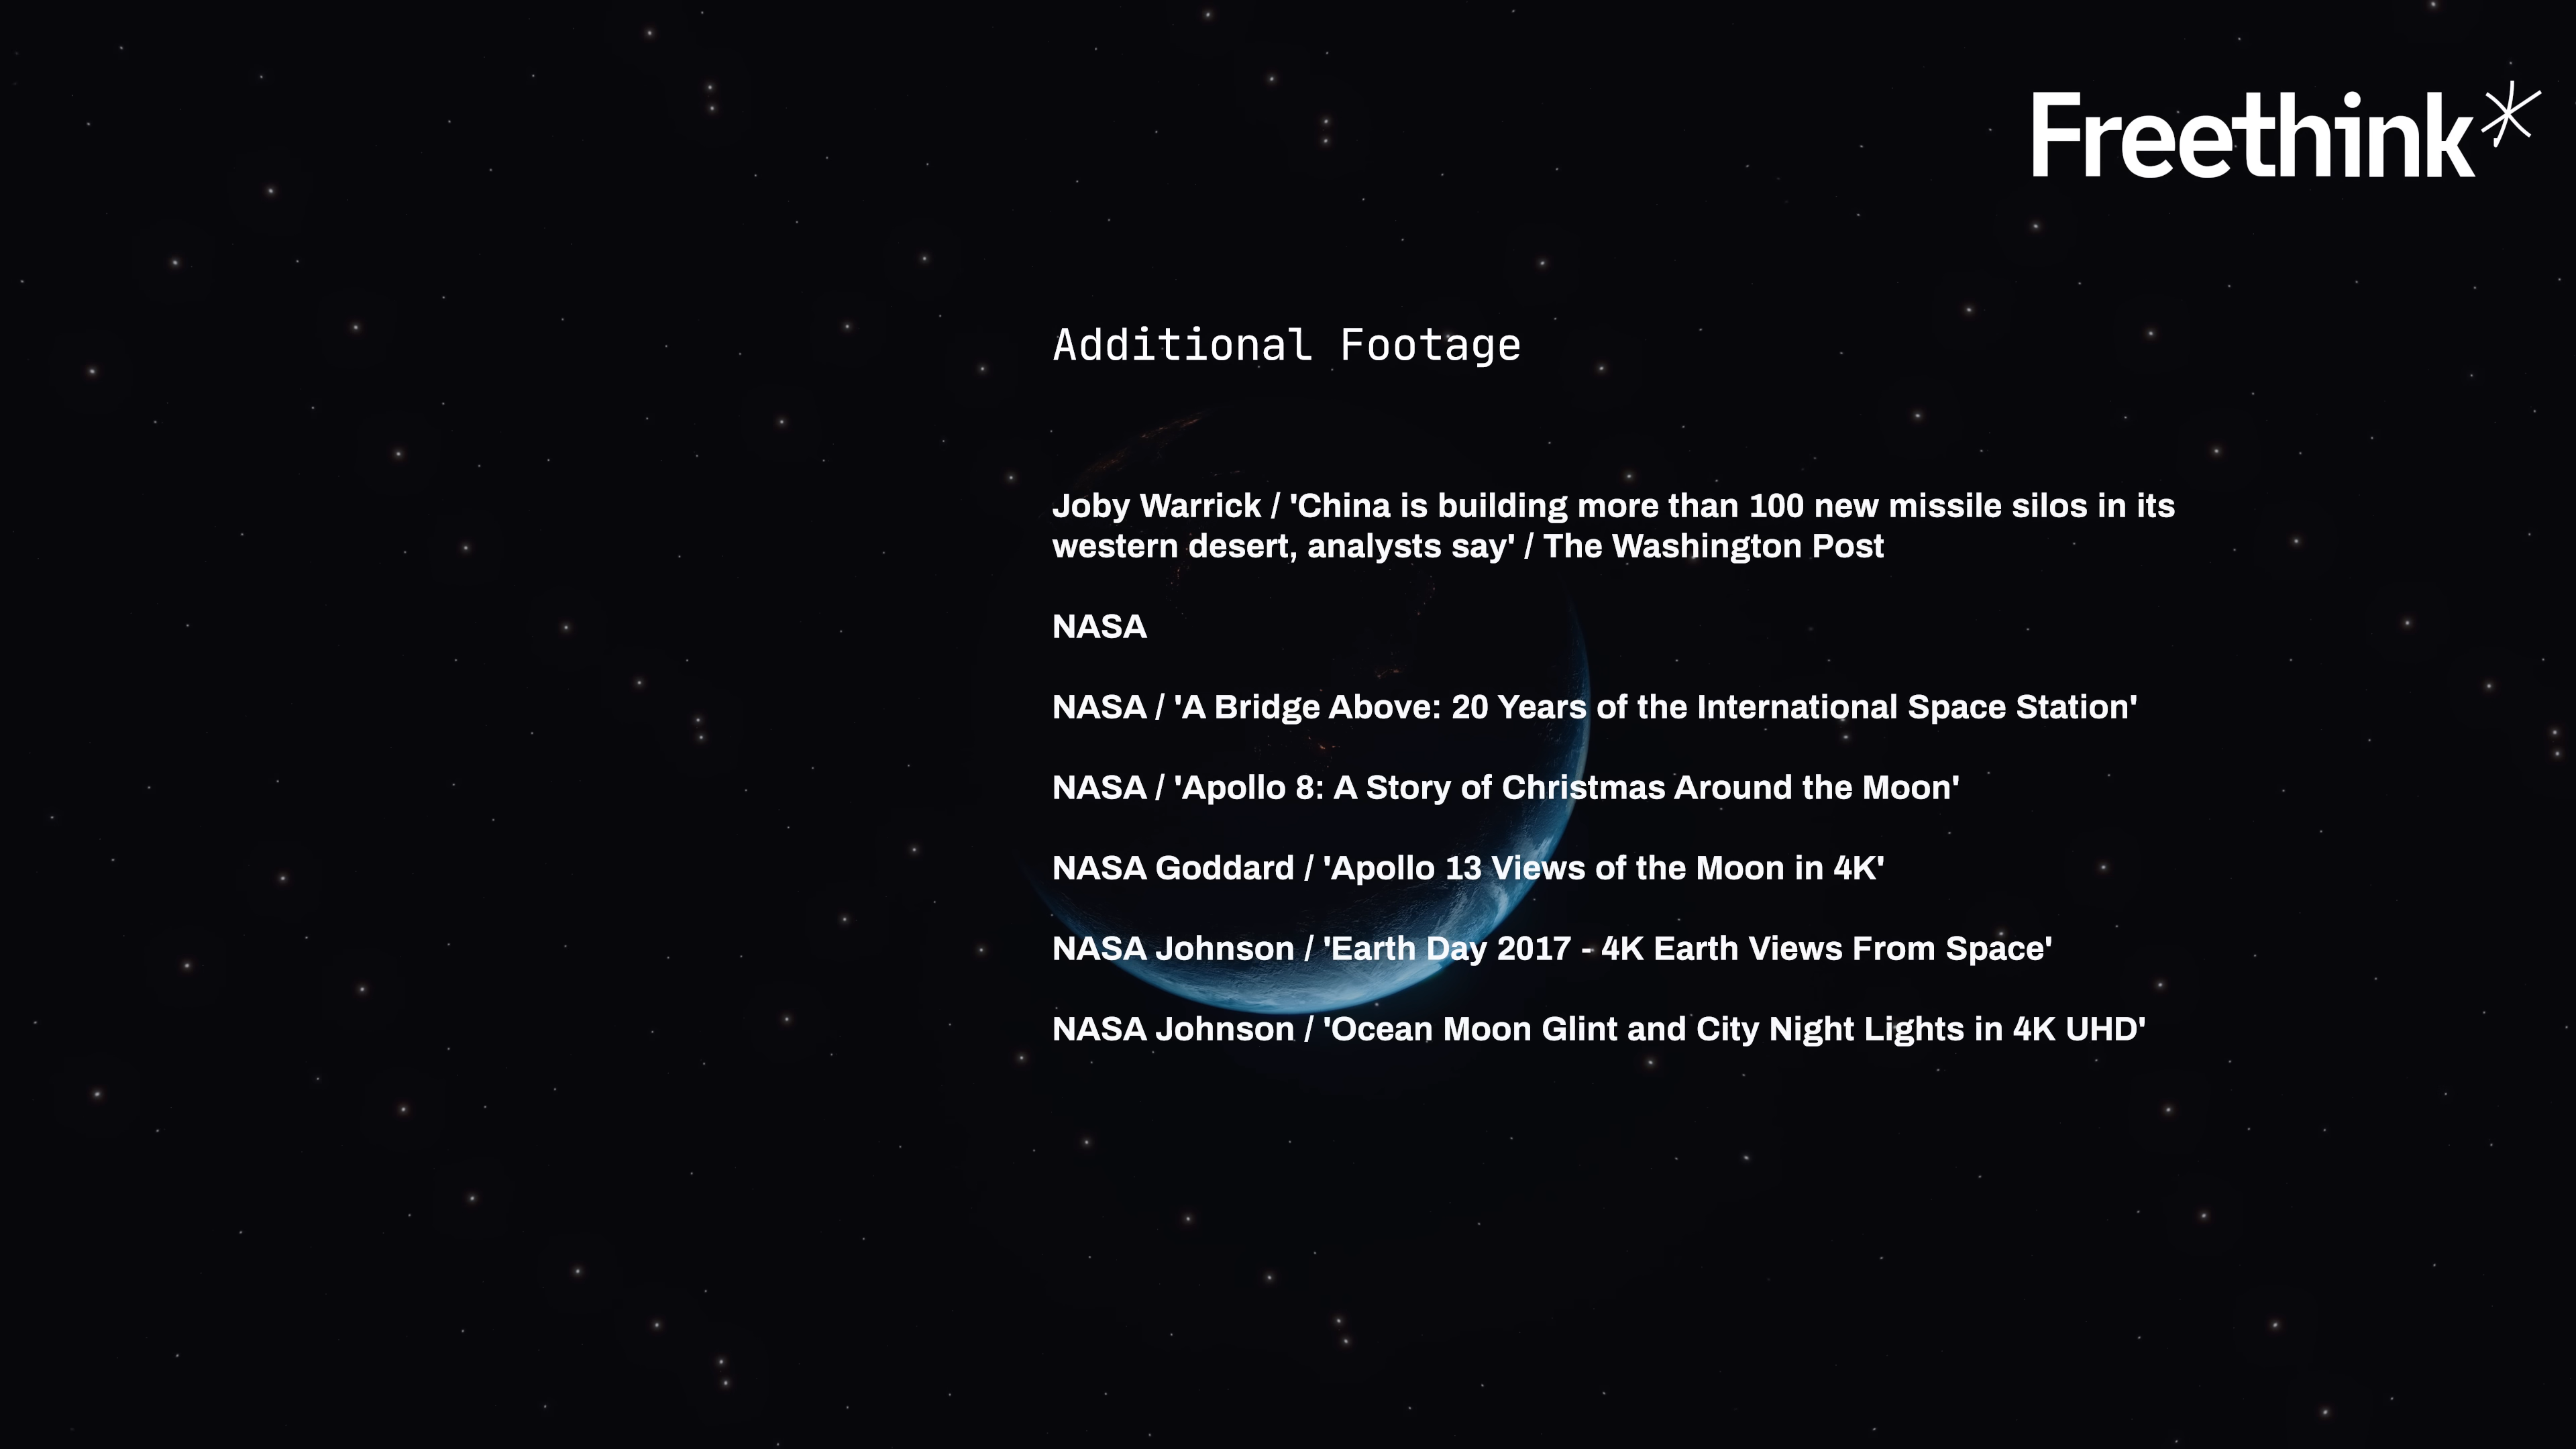 Freethink
Additional Footage
Joby Warrick / 'China is building more than 100 new missile silos in its
western desert, analysts say' / The Washington Post
NASA
NASA / 'A Bridge Above: 20 Years of the International Space Station'
NASA / 'Apollo 8: A Story of Christmas Around the Moon'
NASA Goddard / 'Apollo 13 Views of the Moon in 4K'
NASA Johnson / 'Earth Day 2017 - 4K Earth Views From Space'
NASA Johnson / 'Ocean Moon Glint and City Night Lights in 4K UHD'